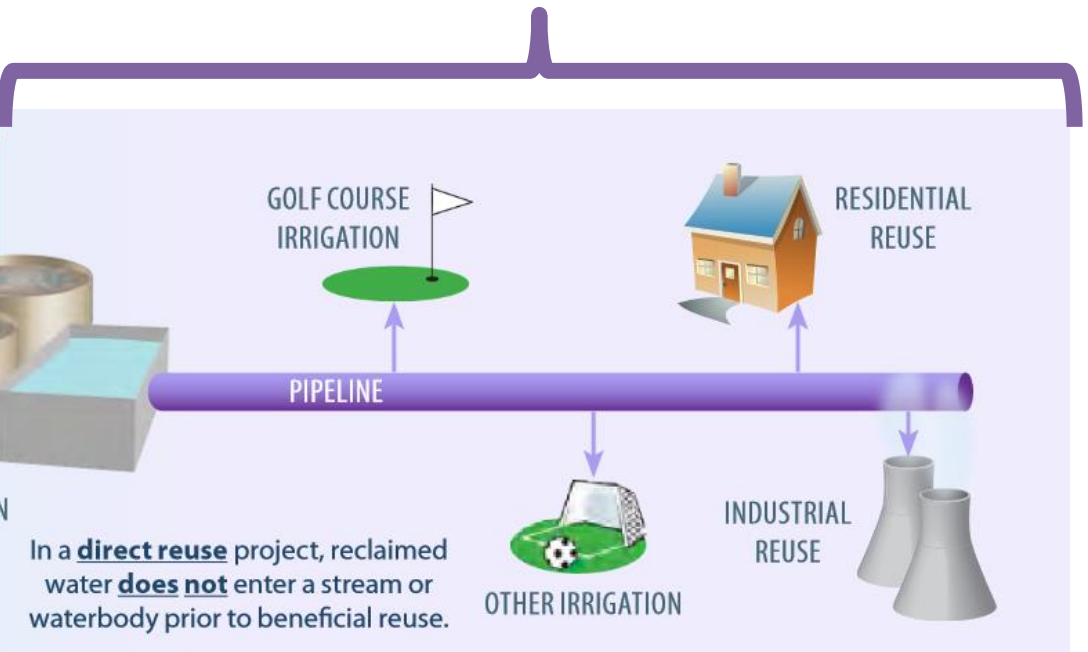 GOLF COURSE
IRRIGATION
RESIDENTIAL
REUSE
PIPELINE
INDUSTRIAL
REUSE
OTHER IRRIGATION
N
In a direct reuse project, reclaimed
water does not enter a stream or
waterbody prior to beneficial reuse.